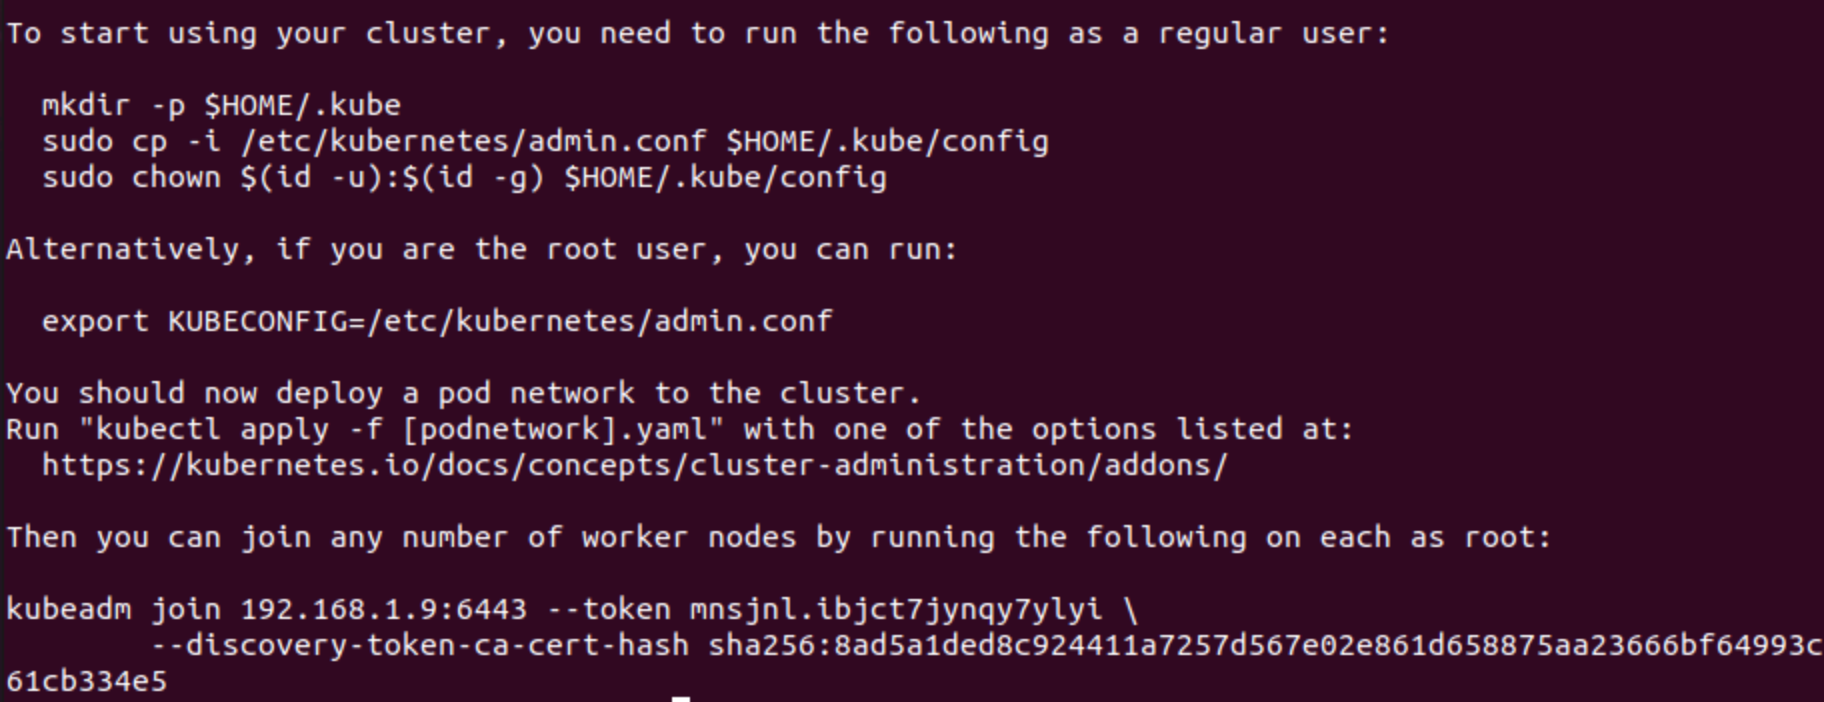 To start using your cluster, you need to run the following as a regular user:
mkdir -p $HOME/.kube
sudo cp -i /etc/kubernetes/admin.conf $HOME/.kube/config
sudo chown $(id -u):$(id -g) $HOME/.kube/config
Alternatively, if you are the root user, you can run:
export KUBECONFIG=/etc/kubernetes/admin.conf
You should now deploy a pod network to the cluster.
Run "kubectl apply -f [podnetwork].yaml" with one of the options listed at:
https://kubernetes.io/docs/concepts/cluster-administration/addons/
Then you can join any number of worker nodes by running the following on each as root:
kubeadm join 192.168.1.9:6443 --token mnsjnl.ibjct7jynqy7ylyi \
--discovery-token-ca-cert-hash sha256:8ad5a1ded8c924411a7257d567e02e861d658875aa23666bf64993c
61cb334e5